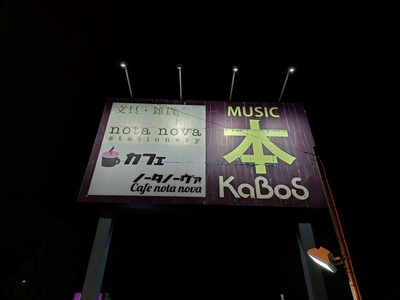 文具・雑貨
nota nova
stationery
カフェ
ノータノーヴァ
Cafe nota nova
MUSIC
本
KaBoS